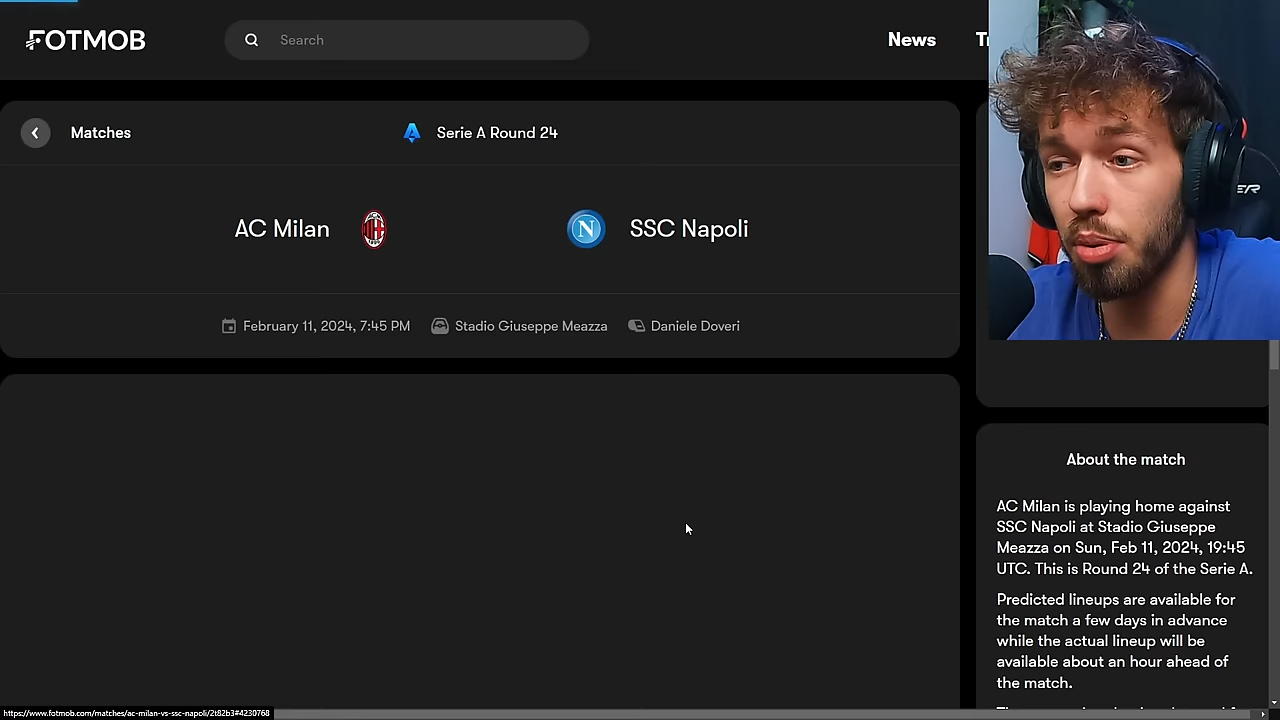 FOTMOB
Search
News
Matches
Serie A Round 24
AC Milan
N
SSC Napoli
February 11, 2024, 7:45 PM
Stadio Giuseppe Meazza
Daniele Doveri
About the match
AC Milan is playing home against
SSC Napoli at Stadio Giuseppe
Meazza on Sun, Feb 11, 2024, 19:45
UTC. This is Round 24 of the Serie A.
Predicted lineups are available for
the match a few days in advance
while the actual lineup will be
available about an hour ahead of
the match.
https://www.fotmob.com/matches/ac-milan-vs-ssc-napoli/2t82b3#4230768